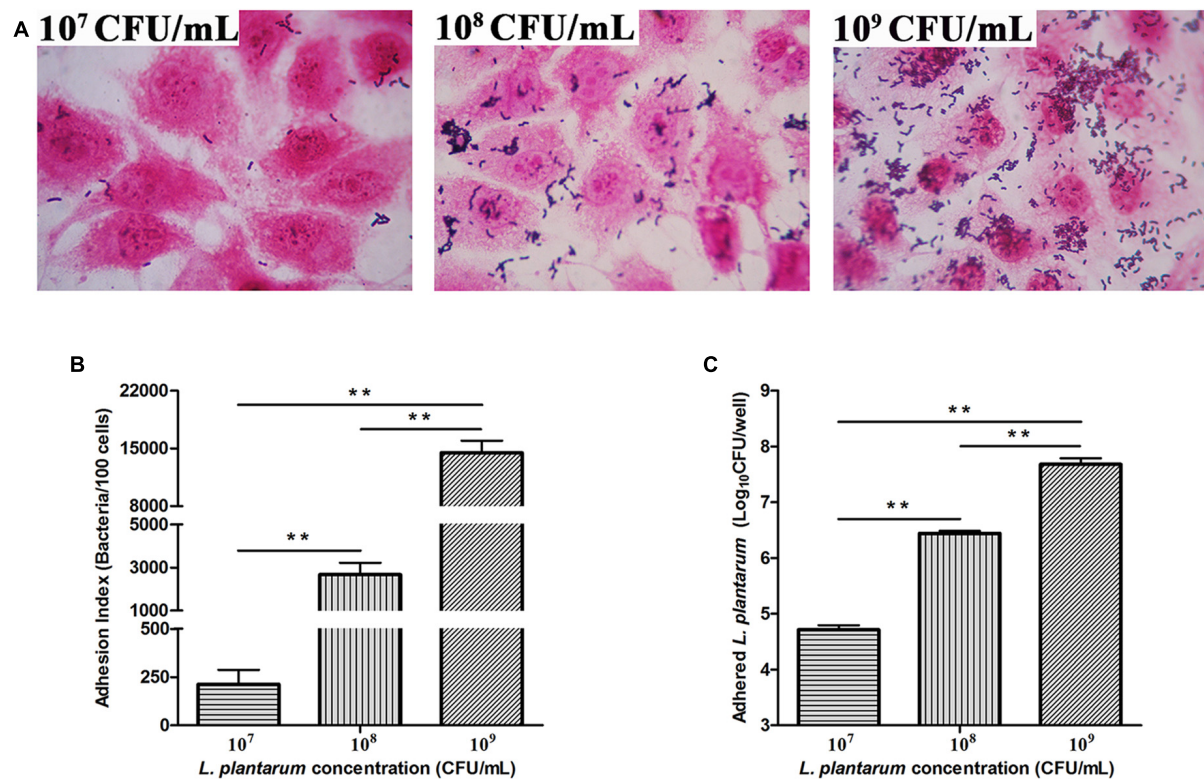 A
10⁷ CFU/mL
10⁸ CFU/mL
10⁹ CFU/mL
B
Adhesion Index (Bacteria/100 cells)
22000
15000
8000
5000
3000
1000
500
250
0
**
**
**
10⁷
10⁸
10⁹
L. plantarum concentration (CFU/mL)
C
Adhered L. plantarum (Log₁₀CFU/well)
9
8
7
6
5
4
3
**
**
**
10⁷
10⁸
10⁹
L. plantarum concentration (CFU/mL)